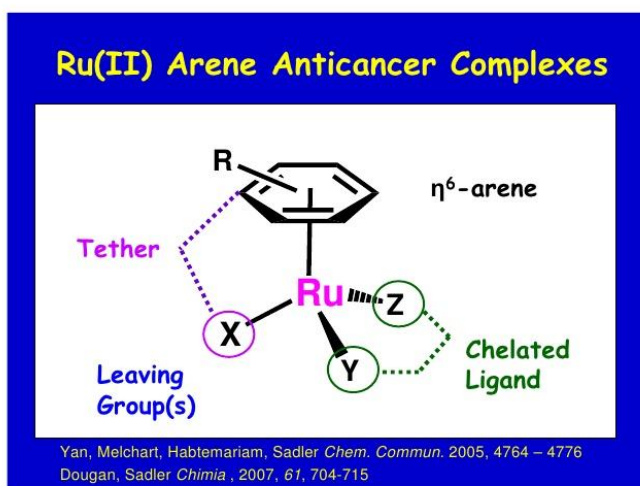 Ru(II) Arene Anticancer Complexes
R
η⁶-arene
Tether
Ru
Z
X
Y
Chelated
Ligand
Leaving
Group(s)
Yan, Melchart, Habtemariam, Sadler Chem. Commun. 2005, 4764 – 4776
Dougan, Sadler Chimia , 2007, 61, 704-715